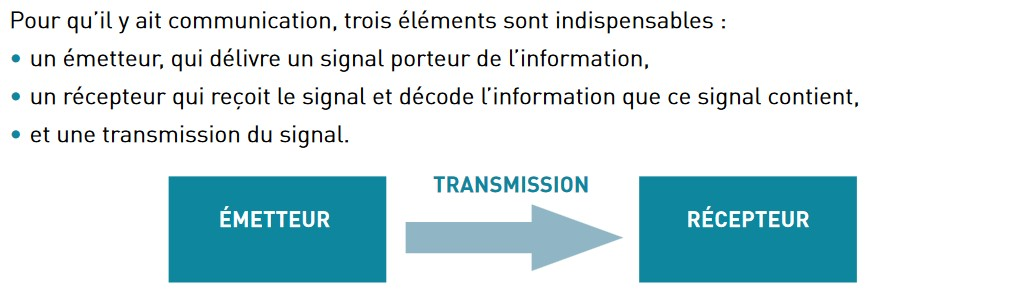 Pour qu’il y ait communication, trois éléments sont indispensables :
• un émetteur, qui délivre un signal porteur de l’information,
• un récepteur qui reçoit le signal et décode l’information que ce signal contient,
• et une transmission du signal.
TRANSMISSION
ÉMETTEUR
RÉCEPTEUR